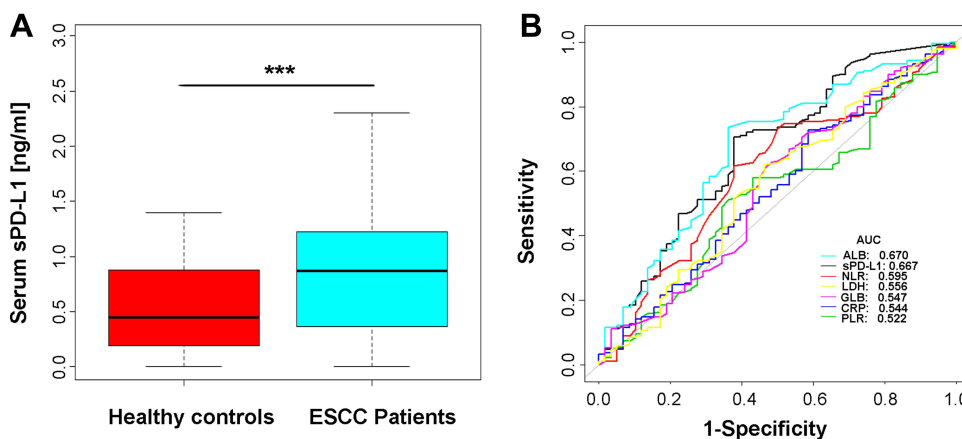 A
Serum sPD-L1 [ng/ml]
3.0
2.5
2.0
1.5
1.0
0.5
0.0
***
Healthy controls
ESCC Patients
B
Sensitivity
1.0
0.8
0.6
0.4
0.2
0.0
AUC
ALB: 0.670
sPD-L1: 0.667
NLR: 0.595
LDH: 0.556
GLB: 0.547
CRP: 0.544
PLR: 0.522
0.0 0.2 0.4 0.6 0.8 1.0
1-Specificity